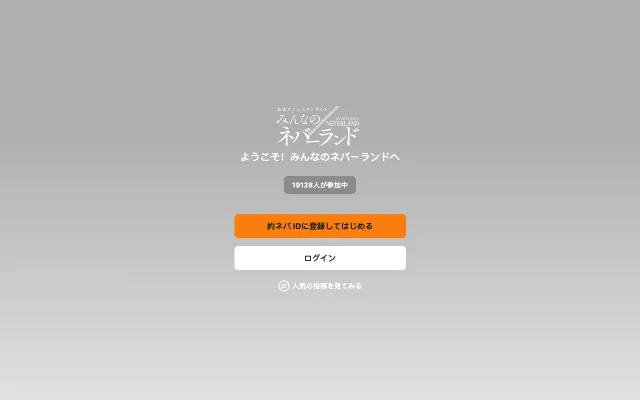 みんなの
NEVERLAND
ネバーランド
ようこそ！みんなのネバーランドへ
19128人が参加中
約ネバIDに登録してはじめる
ログイン
人気の投稿を見てみる